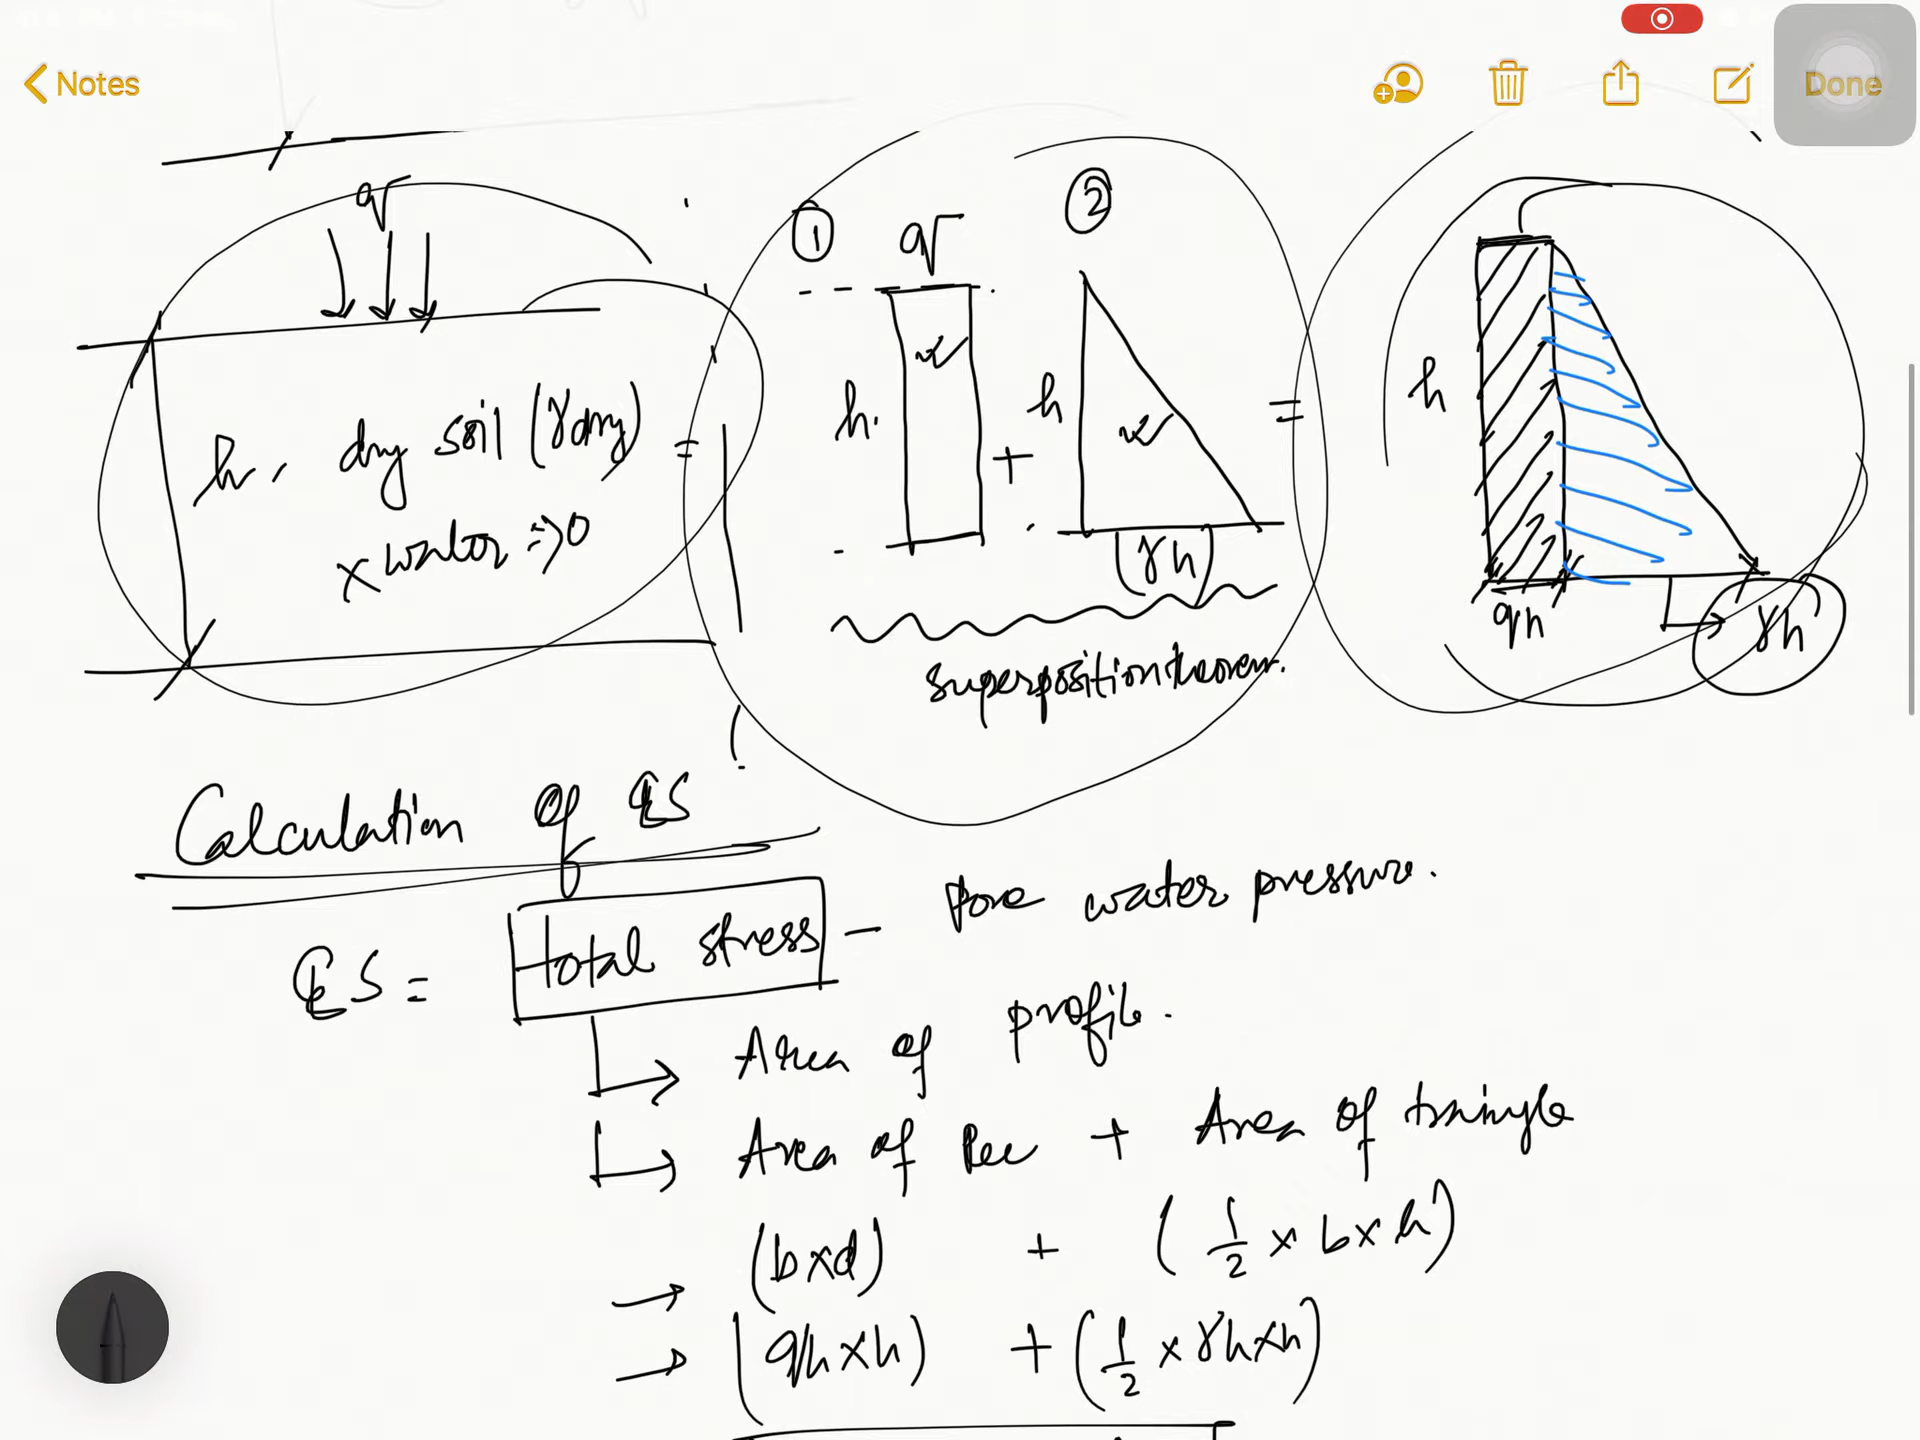 Notes
Done
q
h. dry soil (γdry) =
x water => 0
① q ②
h. + h =
γh
superposition theorem.
h
qh γh
Calculation of ES
ES = total stress - Pore water pressure.
Area of profile.
Area of Rec + Area of traingle
(b×d) + (1/2 × b × h)
(qh×h) + (1/2 × γh×h)